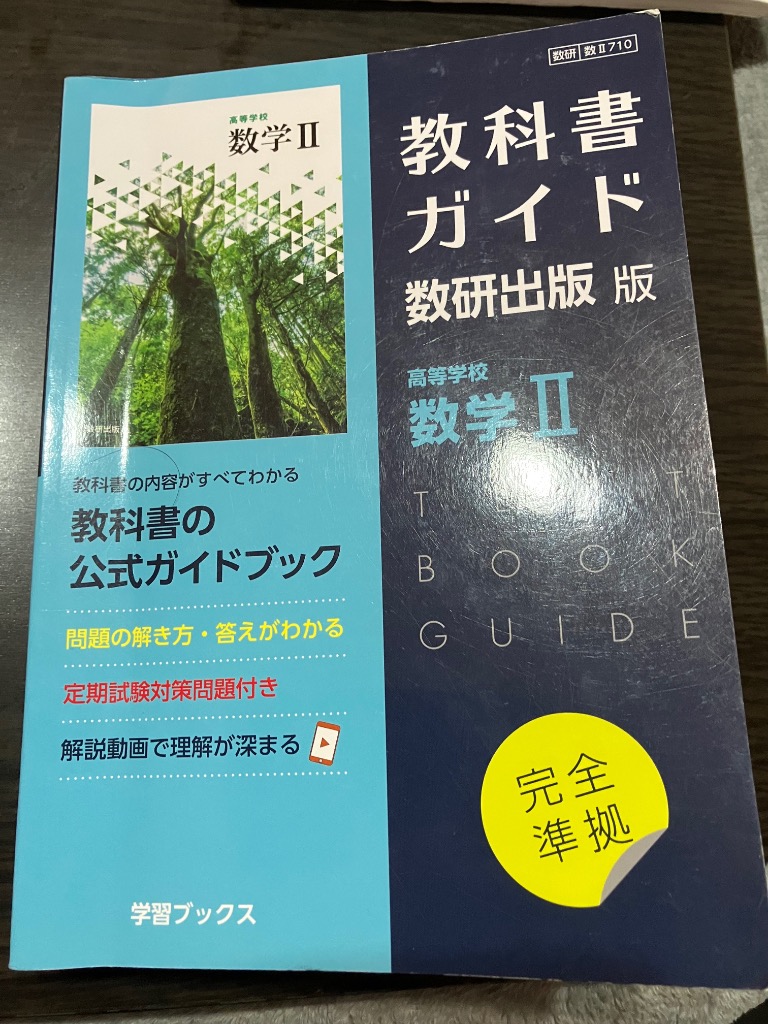 数研 数Ⅱ710
高等学校
数学Ⅱ
数研出版
教科書
ガイド
数研出版 版
高等学校
数学Ⅱ
TEXT
BOOK
GUIDE
教科書の内容がすべてわかる
教科書の
公式ガイドブック
問題の解き方・答えがわかる
定期試験対策問題付き
解説動画で理解が深まる
完全
準拠
学習ブックス